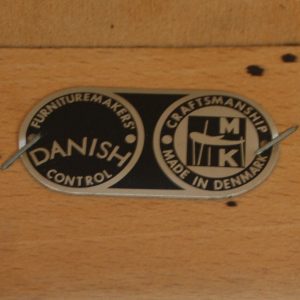 FURNITUREMAKERS'
DANISH
CONTROL
CRAFTSMANSHIP
M
K
MADE IN DENMARK